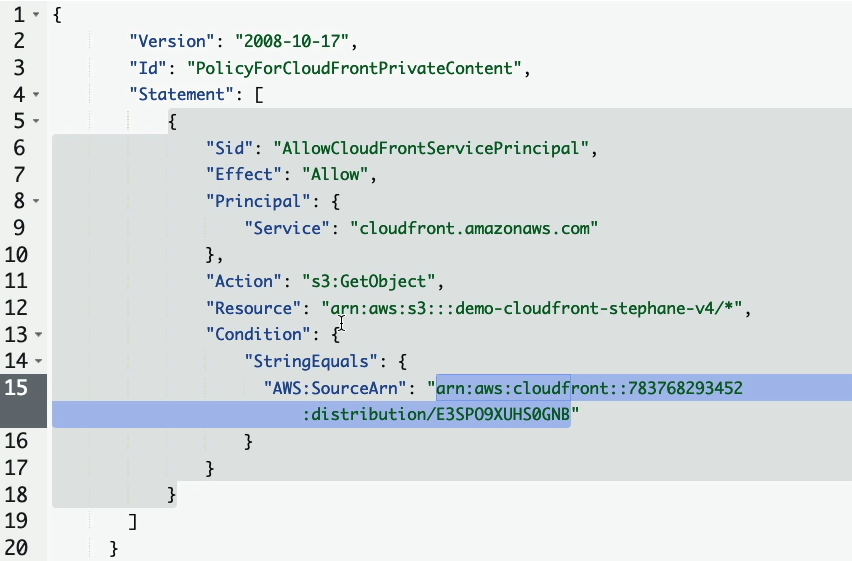 1 {
2 "Version": "2008-10-17",
3 "Id": "PolicyForCloudFrontPrivateContent",
4 "Statement": [
5 {
6 "Sid": "AllowCloudFrontServicePrincipal",
7 "Effect": "Allow",
8 "Principal": {
9 "Service": "cloudfront.amazonaws.com"
10 },
11 "Action": "s3:GetObject",
12 "Resource": "arn:aws:s3:::demo-cloudfront-stephane-v4/*",
13 "Condition": {
14 "StringEquals": {
15 "AWS:SourceArn": "arn:aws:cloudfront::783768293452
:distribution/E3SPO9XUHS0GNB"
16 }
17 }
18 }
19 ]
20 }